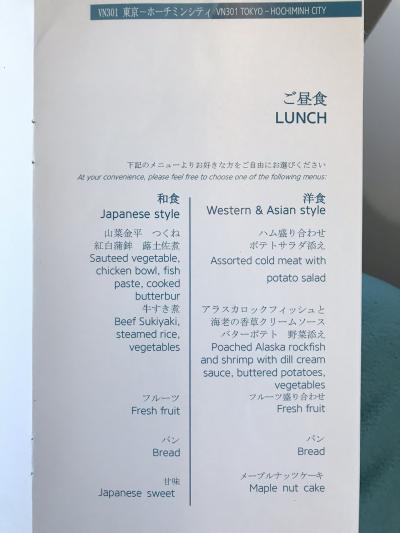 VN301 東京－ホーチミンシティ VN301 TOKYO – HOCHIMINH CITY
ご昼食
LUNCH
下記のメニューよりお好きな方をご自由にお選びください
At your convenience, please feel free to choose one of the following menus:
和食
Japanese style
山菜金平 つくね
紅白蒲鉾 蕗土佐煮
Sauteed vegetable,
chicken bowl, fish
paste, cooked
butterbur
牛すき煮
Beef Sukiyaki,
steamed rice,
vegetables
フルーツ
Fresh fruit
パン
Bread
甘味
Japanese sweet
洋食
Western & Asian style
ハム盛り合わせ
ポテトサラダ添え
Assorted cold meat with
potato salad
アラスカロックフィッシュと
海老の香草クリームソース
バターポテト 野菜添え
Poached Alaska rockfish
and shrimp with dill cream
sauce, buttered potatoes,
vegetables
フルーツ盛り合わせ
Fresh fruit
パン
Bread
メープルナッツケーキ
Maple nut cake